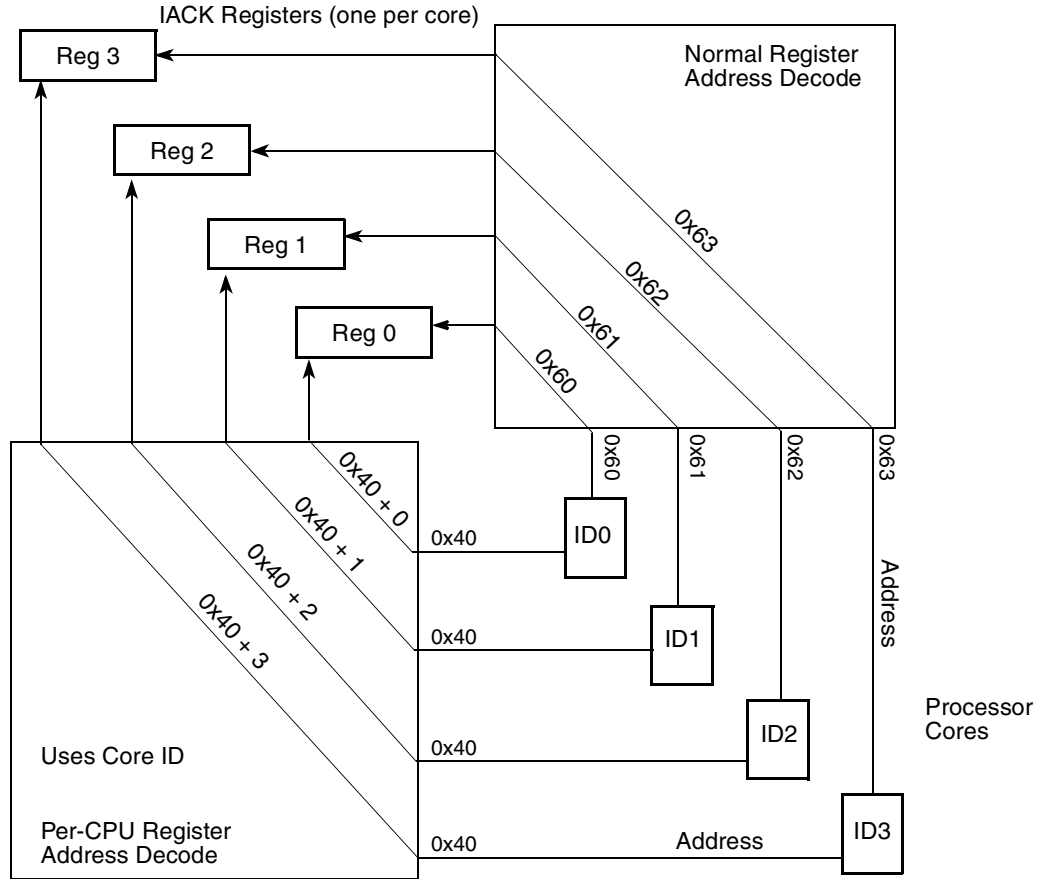 IACK Registers (one per core)
Reg 3
Normal Register
Address Decode
Reg 2
Reg 1
Reg 0
0x63
0x62
0x61
0x60
0x60
0x61
0x62
0x63
0x40 + 0
0x40 + 1
0x40 + 2
0x40 + 3
0x40
ID0
Address
0x40
ID1
0x40
ID2
Processor
Cores
Uses Core ID
Per-CPU Register
Address Decode
0x40
Address
ID3